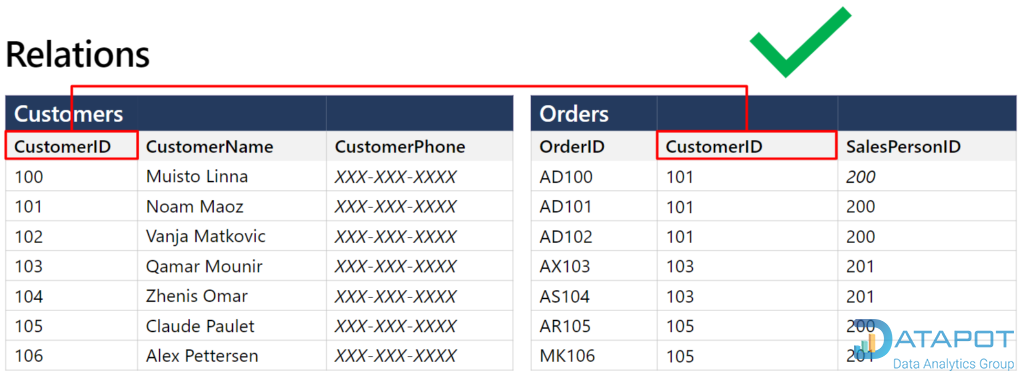 Relations
Customers
CustomerID CustomerName CustomerPhone
100 Muisto Linna XXX-XXX-XXXX
101 Noam Maoz XXX-XXX-XXXX
102 Vanja Matkovic XXX-XXX-XXXX
103 Qamar Mounir XXX-XXX-XXXX
104 Zhenis Omar XXX-XXX-XXXX
105 Claude Paulet XXX-XXX-XXXX
106 Alex Pettersen XXX-XXX-XXXX
Orders
OrderID CustomerID SalesPersonID
AD100 101 200
AD101 101 200
AD102 101 200
AX103 103 201
AS104 103 201
AR105 105 200
MK106 105 201
DATAPOT
Data Analytics Group